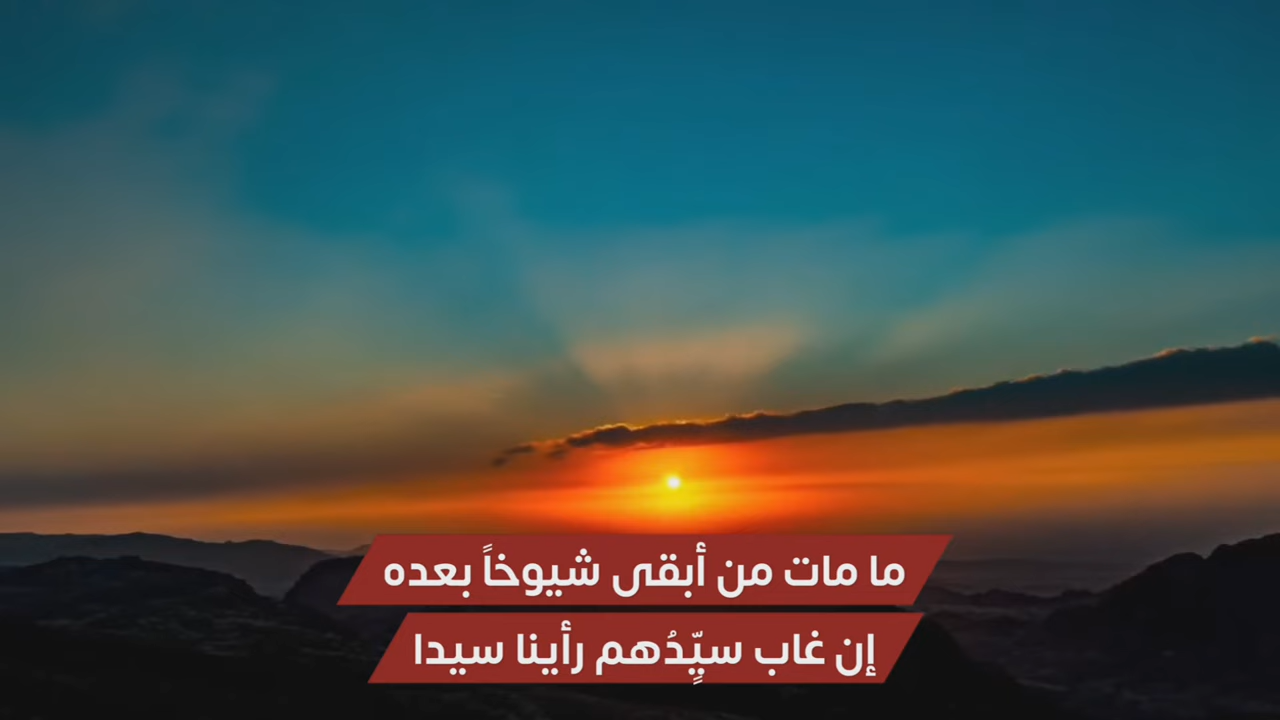 ما مات من أبقى شيوخاً بعده
إن غاب سيِّدُهم رأينا سيدا